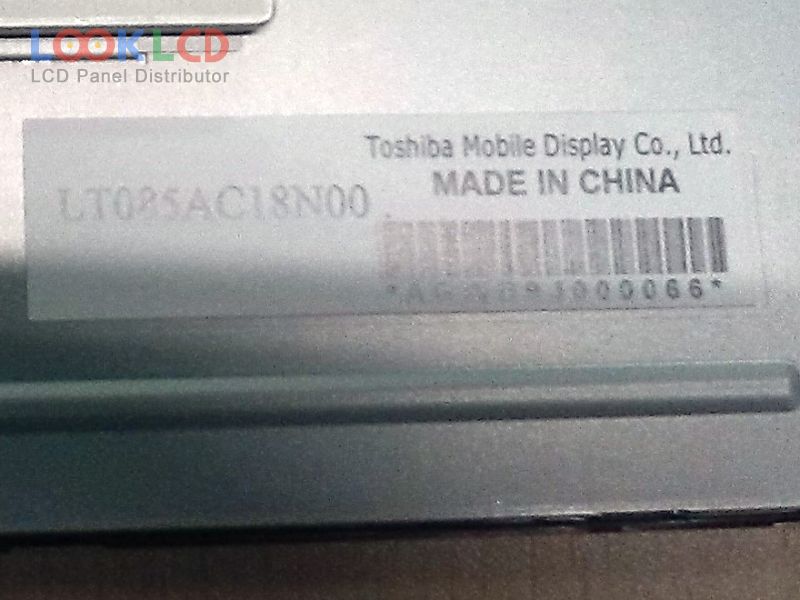 LOOKLCD
LCD Panel Distributor
Toshiba Mobile Display Co., Ltd.
MADE IN CHINA
LT085AC18N00